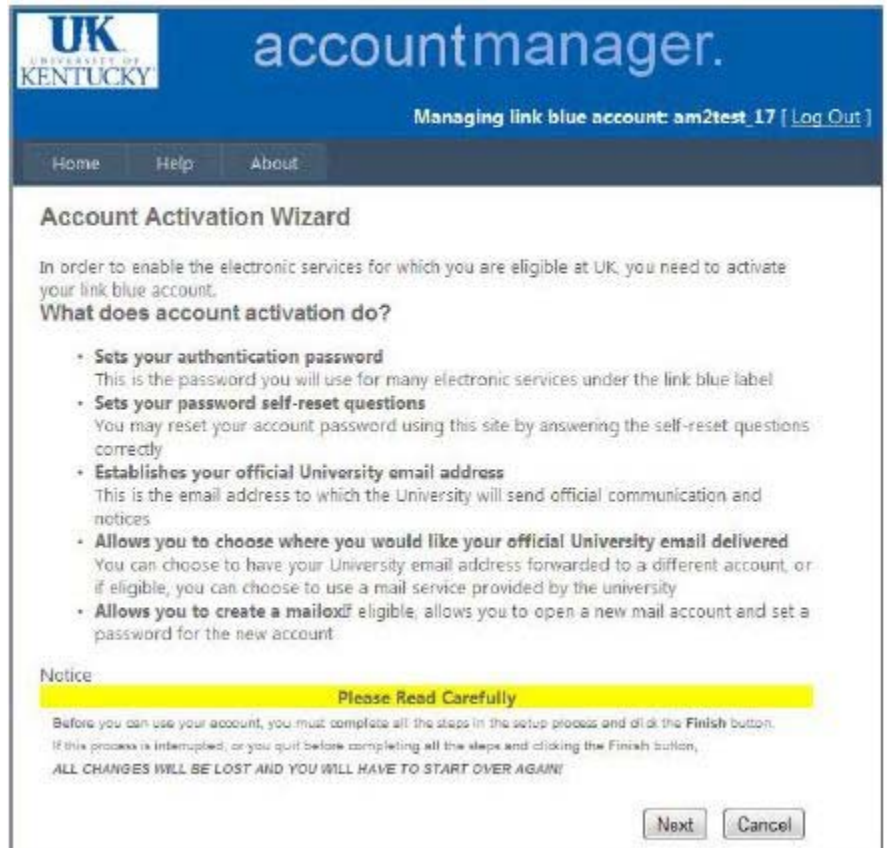 UK
UNIVERSITY OF
KENTUCKY
accountmanager.
Managing link blue account: am2test_17 [ Log Out ]
Home Help About
Account Activation Wizard
In order to enable the electronic services for which you are eligible at UK, you need to activate
your link blue account.
What does account activation do?
• Sets your authentication password
This is the password you will use for many electronic services under the link blue label
• Sets your password self-reset questions
You may reset your account password using this site by answering the self-reset questions
correctly
• Establishes your official University email address
This is the email address to which the University will send official communication and
notices
• Allows you to choose where you would like your official University email delivered
You can choose to have your University email address forwarded to a different account, or
if eligible, you can choose to use a mail service provided by the university
• Allows you to create a mailoxIf eligible, allows you to open a new mail account and set a
password for the new account
Notice
Please Read Carefully
Before you can use your account, you must complete all the steps in the setup process and click the Finish button.
If this process is interrupted, or you quit before completing all the steps and clicking the Finish button,
ALL CHANGES WILL BE LOST AND YOU WILL HAVE TO START OVER AGAIN!
Next Cancel